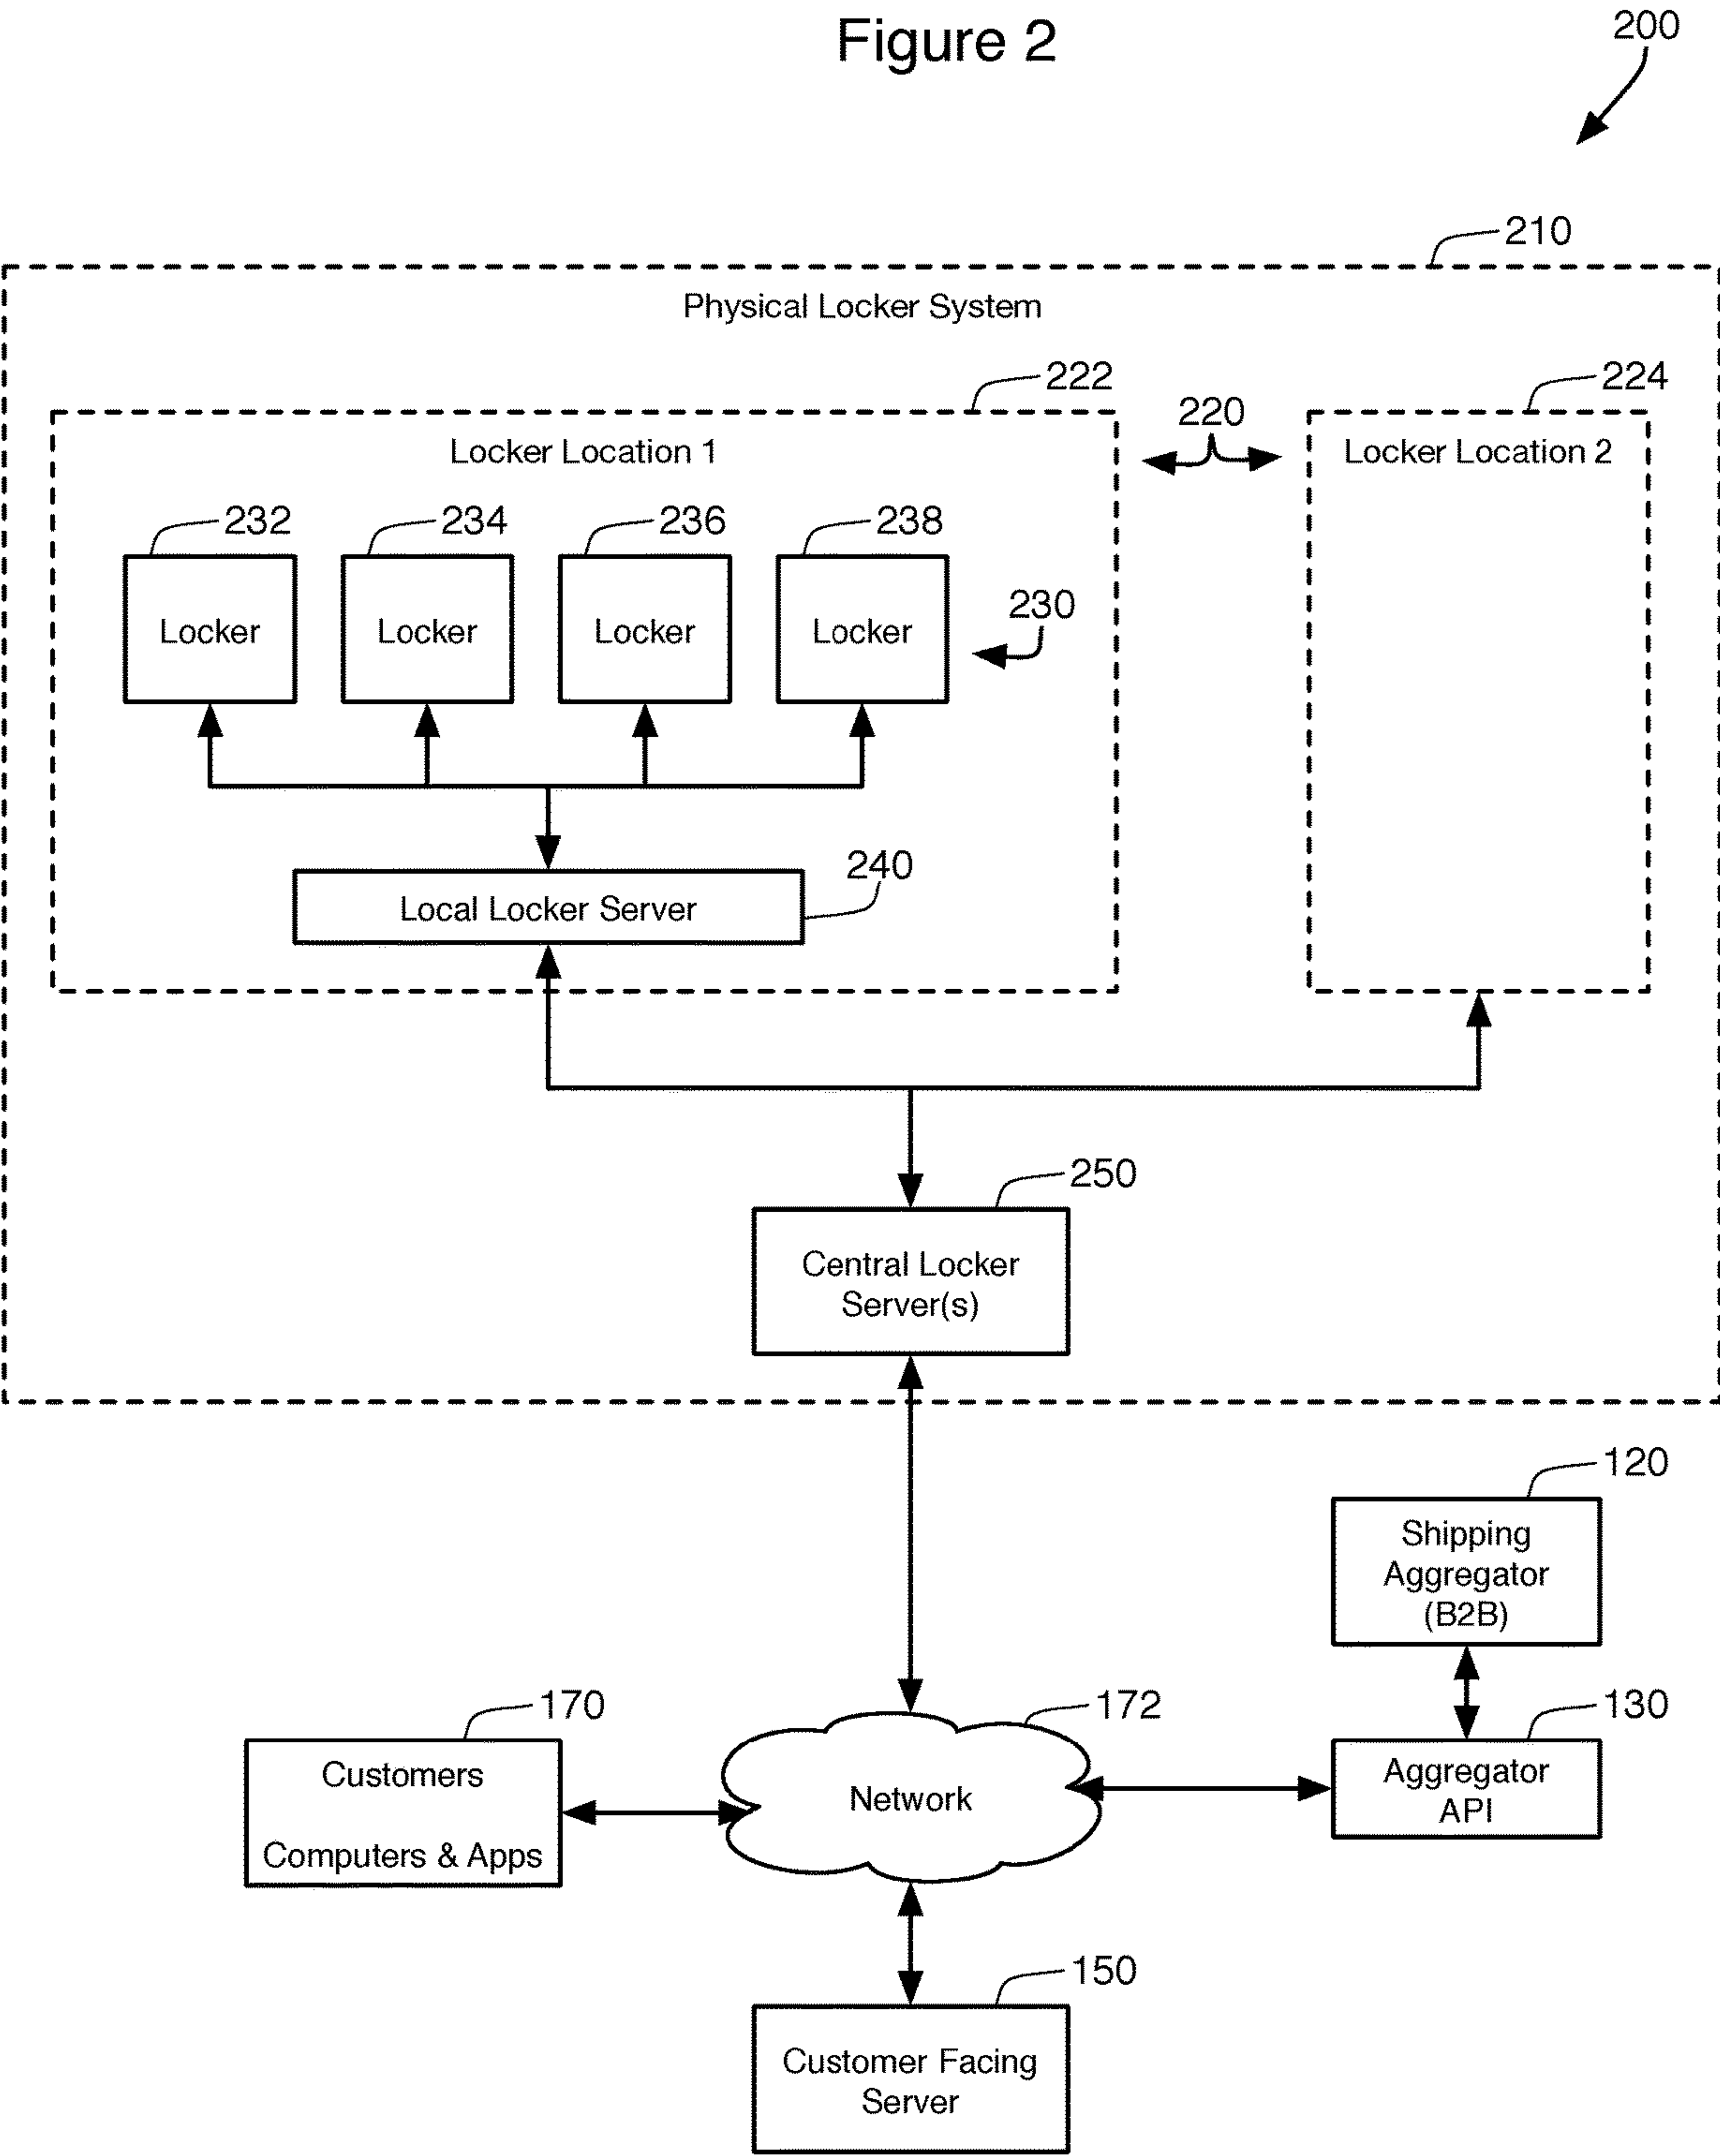 Figure 2
200
210
Physical Locker System
222
220
224
Locker Location 1
Locker Location 2
232
234
236
238
230
Locker
Locker
Locker
Locker
240
Local Locker Server
250
Central Locker
Server(s)
120
Shipping
Aggregator
(B2B)
170
172
130
Customers
Computers & Apps
Network
Aggregator
API
150
Customer Facing
Server